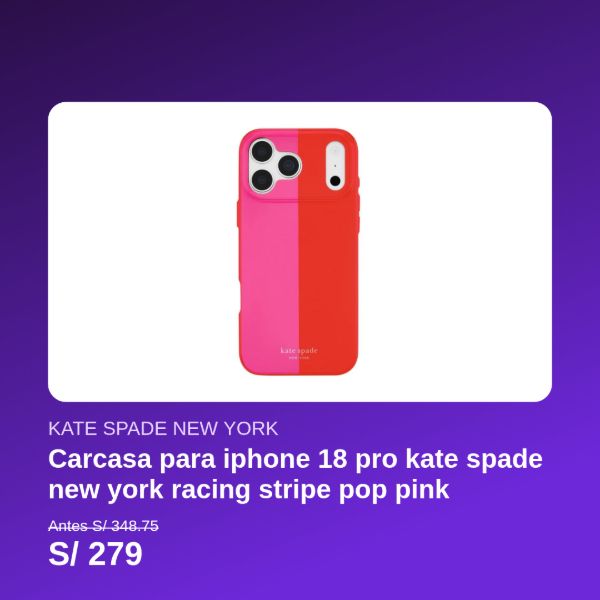 kate spade
NEW YORK
KATE SPADE NEW YORK
Carcasa para iphone 18 pro kate spade
new york racing stripe pop pink
Antes S/ 348.75
S/ 279